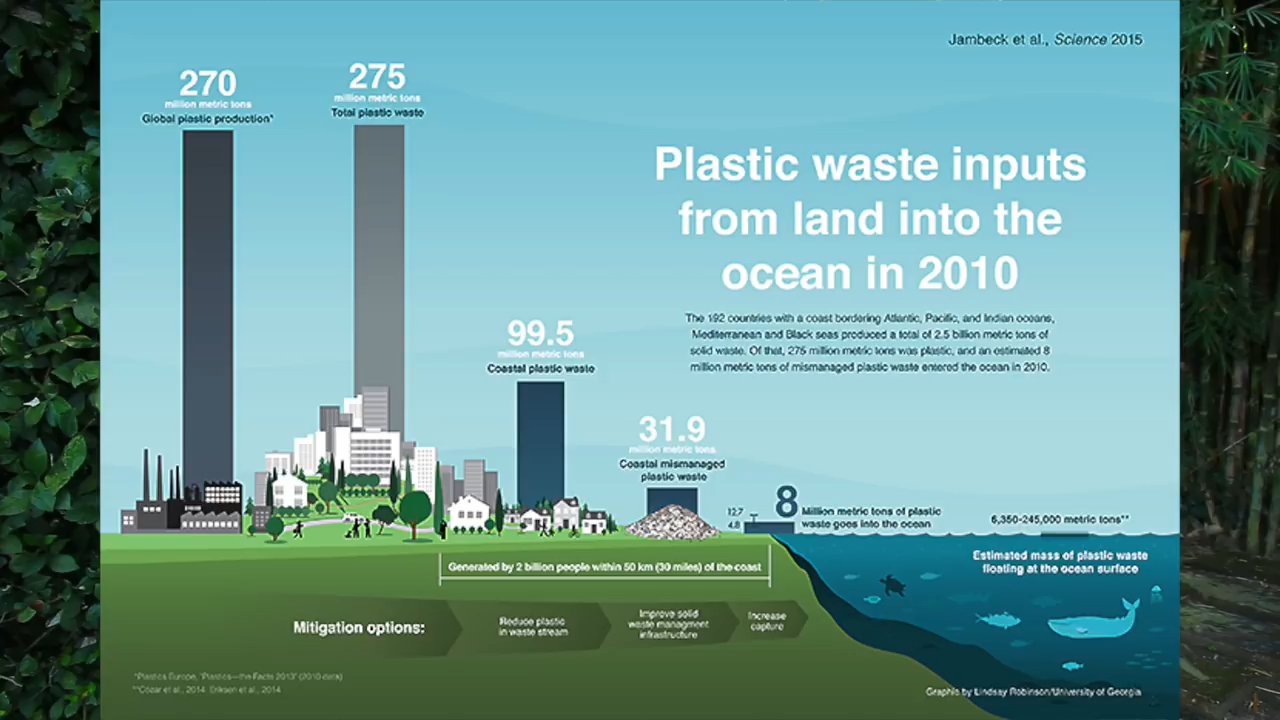 Jambeck et al., Science 2015
270
million metric tons
Global plastic production*
275
million metric tons
Total plastic waste
Plastic waste inputs
from land into the
ocean in 2010
The 192 countries with a coast bordering Atlantic, Pacific, and Indian oceans,
Mediterranean and Black seas produced a total of 2.5 billion metric tons of
solid waste. Of that, 275 million metric tons was plastic, and an estimated 8
million metric tons of mismanaged plastic waste entered the ocean in 2010.
99.5
million metric tons
Coastal plastic waste
31.9
million metric tons
Coastal mismanaged
plastic waste
12.7
4.8
8 Million metric tons of plastic
waste goes into the ocean
6,350-245,000 metric tons**
Estimated mass of plastic waste
floating at the ocean surface
Generated by 2 billion people within 50 km (30 miles) of the coast
Mitigation options:
Reduce plastic
in waste stream
Improve solid
waste managment
infrastructure
Increase
capture
*Plastics Europe, "Plastics—the Facts 2013" (2010 data)
**Cózar et al., 2014. Eriksen et al., 2014
Graphic by Lindsay Robinson/University of Georgia